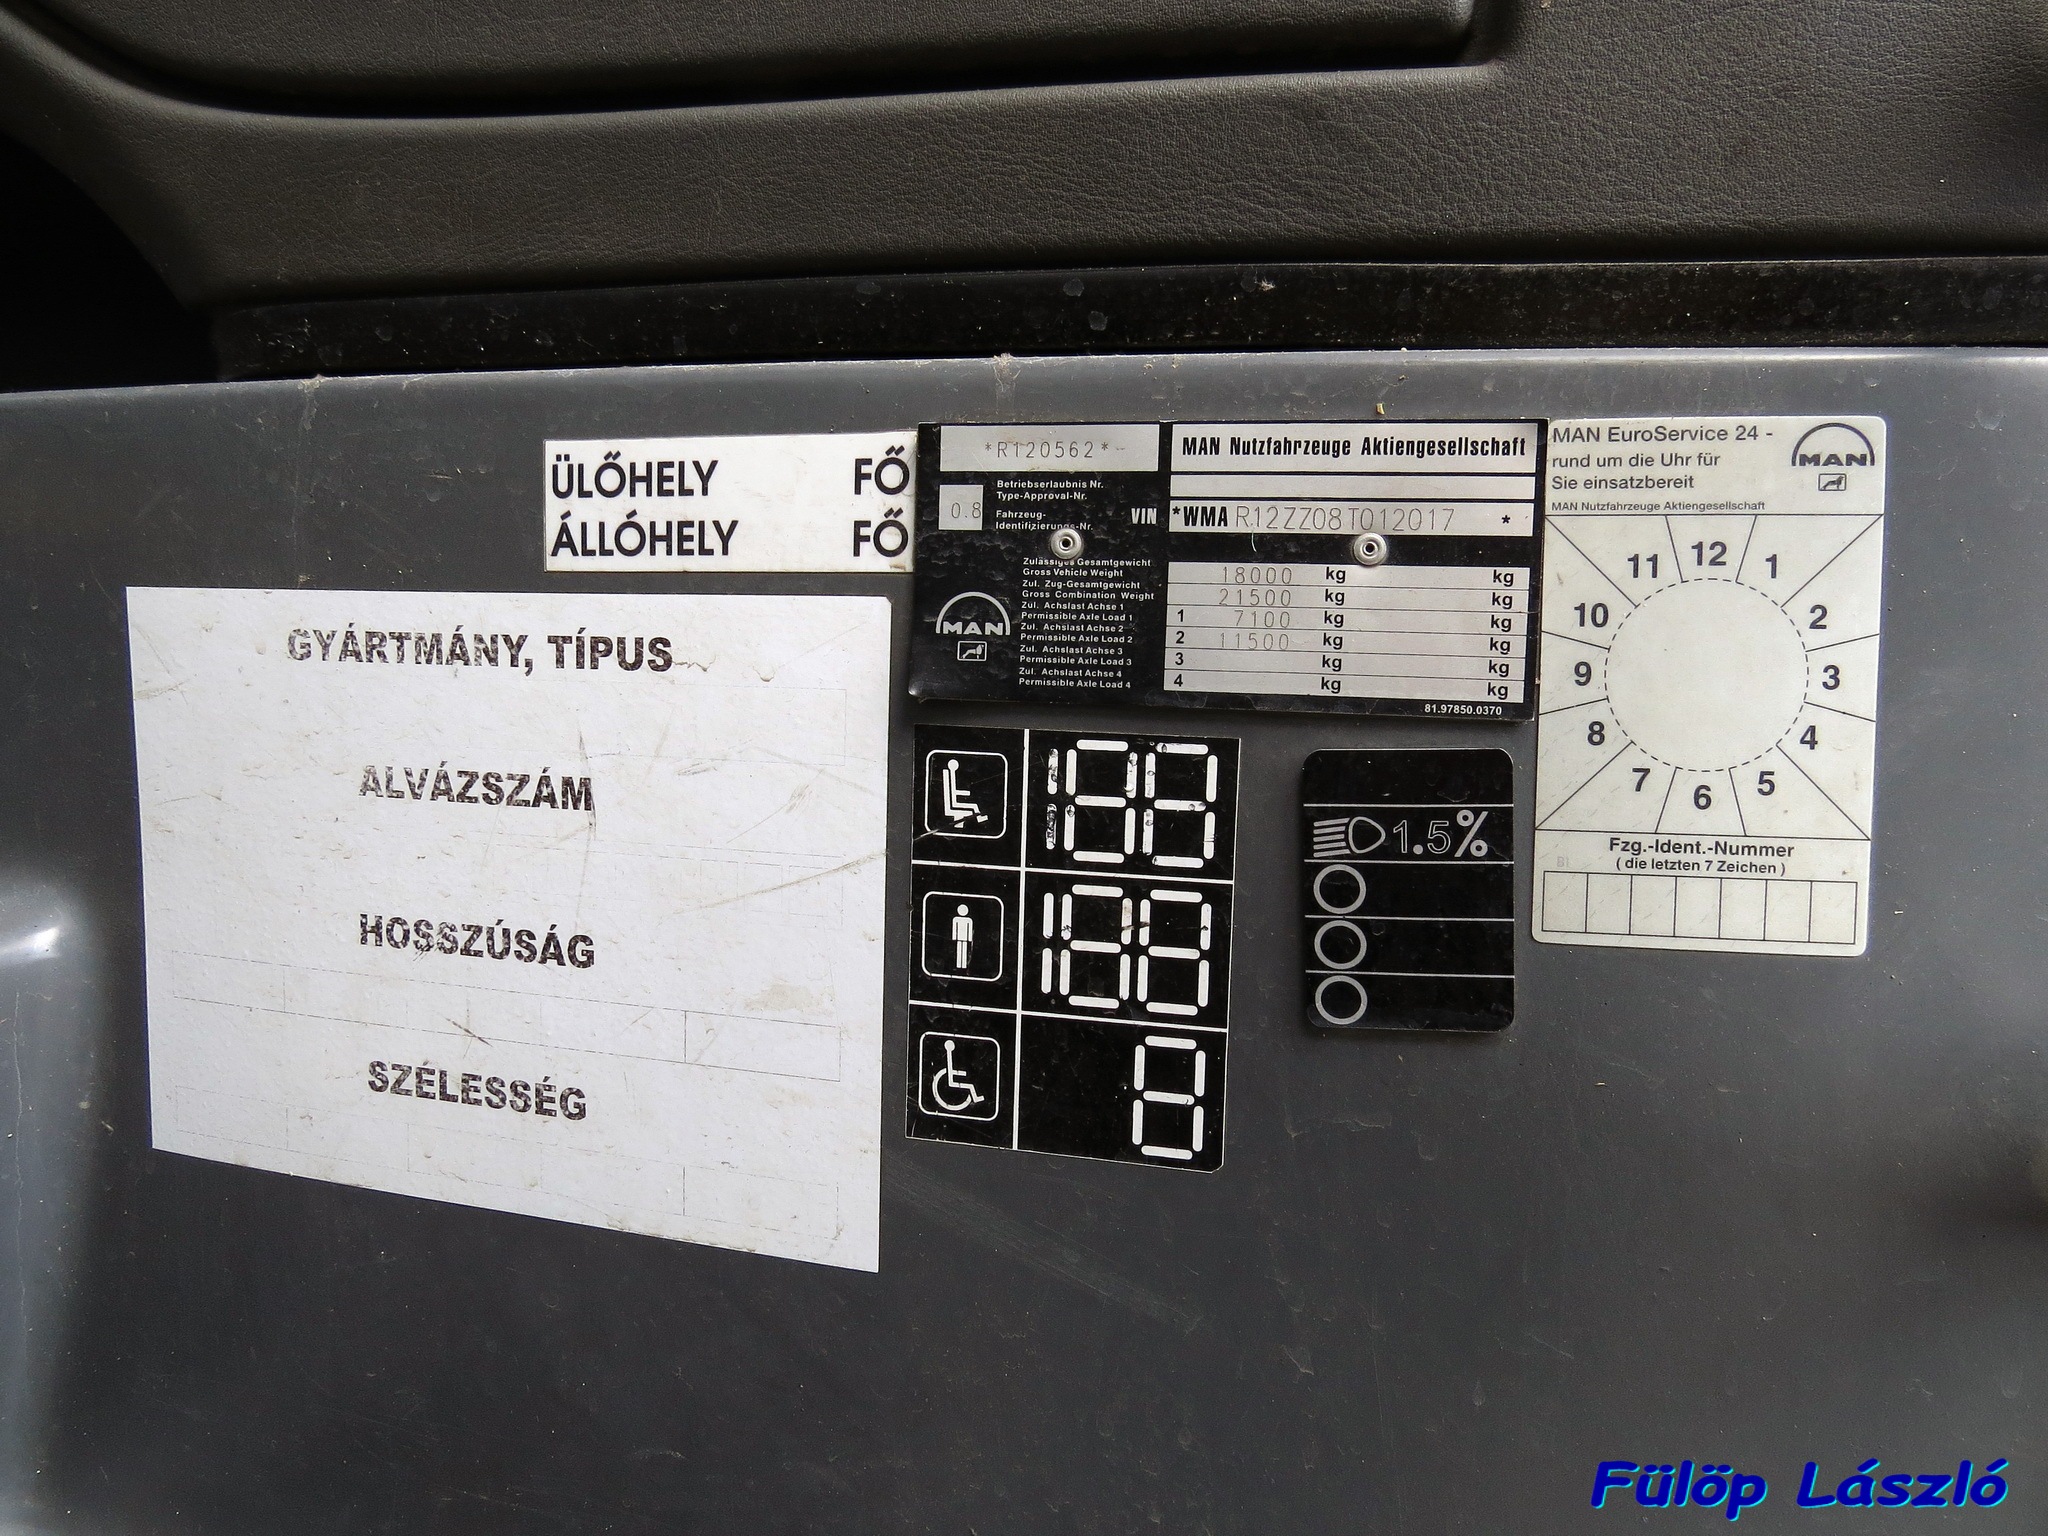 ÜLŐHELY FŐ
ÁLLÓHELY FŐ
GYÁRTMÁNY, TÍPUS
ALVÁZSZÁM
HOSSZÚSÁG
SZÉLESSÉG
*R120562*-
MAN Nutzfahrzeuge Aktiengesellschaft
Betriebserlaubnis Nr.
Type-Approval-Nr.
0.8
Fahrzeug-
Identifizierungs-Nr.
VIN *WMA R12ZZ08T012017 *
Zulässiges Gesamtgewicht
Gross Vehicle Weight
18000 kg kg
Zul. Zug-Gesamtgewicht
Gross Combination Weight
21500 kg kg
Zul. Achslast Achse 1
Permissible Axle Load 1
1 7100 kg kg
Zul. Achslast Achse 2
Permissible Axle Load 2
2 11500 kg kg
Zul. Achslast Achse 3
Permissible Axle Load 3
3 kg kg
Zul. Achslast Achse 4
Permissible Axle Load 4
4 kg kg
MAN
81.97850.0370
188
188
8
1.5%
MAN EuroService 24 -
rund um die Uhr für
Sie einsatzbereit
MAN
MAN Nutzfahrzeuge Aktiengesellschaft
12
1
2
3
4
5
6
7
8
9
10
11
Fzg.-Ident.-Nummer
( die letzten 7 Zeichen )
Fülöp László